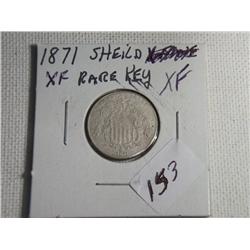 1871 SHEILD
XF RARE KEY XF
153